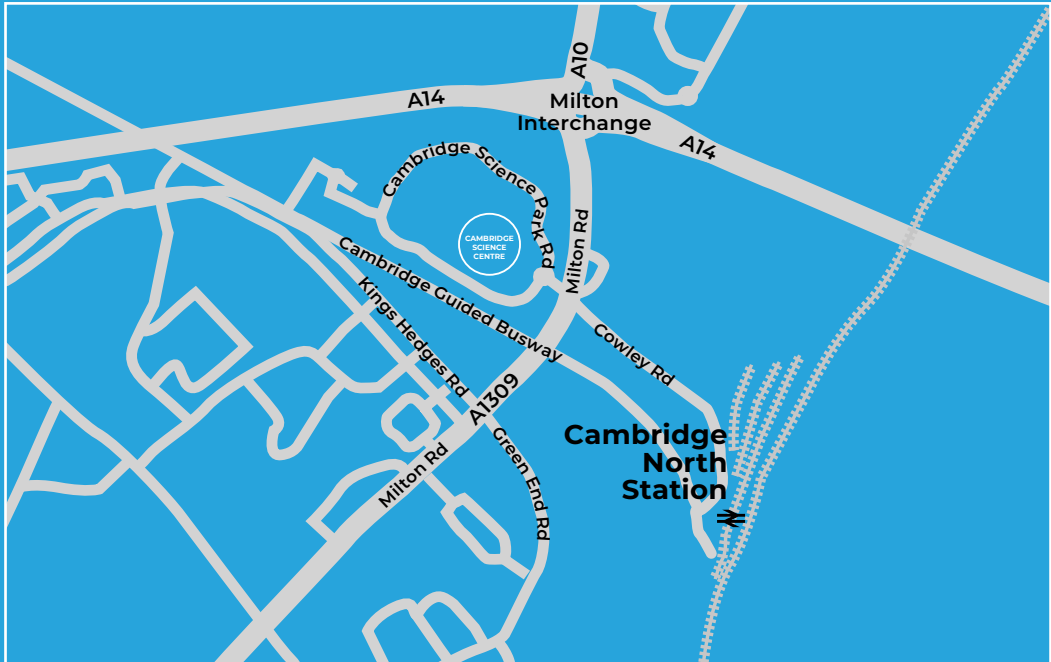 A10
A14
Milton
Interchange
A14
Cambridge Science Park Rd
CAMBRIDGE
SCIENCE
CENTRE
Milton Rd
Cambridge Guided Busway
Kings Hedges Rd
Cowley Rd
A1309
Cambridge
North
Station
Green End Rd
Milton Rd